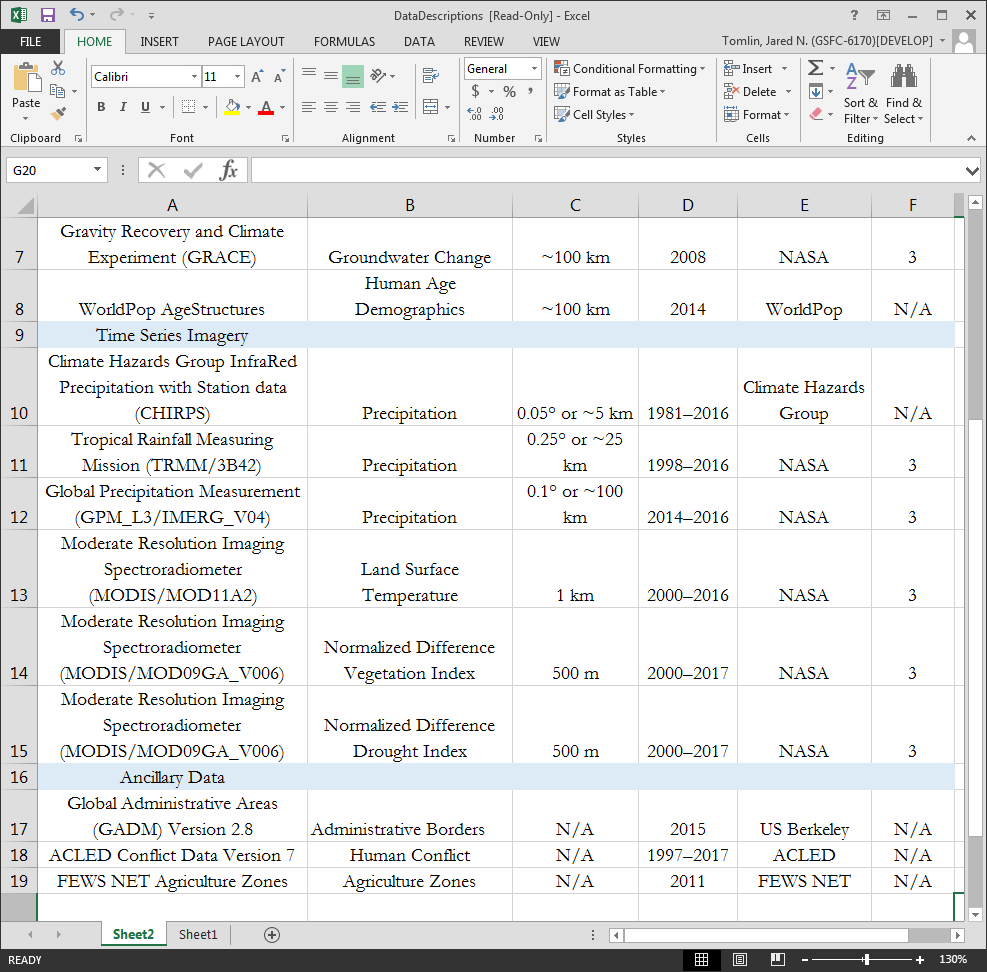 DataDescriptions [Read-Only] - Excel
?
FILE HOME INSERT PAGE LAYOUT FORMULAS DATA REVIEW VIEW Tomlin, Jared N. (GSFC-6170)[DEVELOP]
Paste
Clipboard
Calibri 11 A A
B I U A
Font
Alignment
General
$ % ,
.0 .00
.00 .0
Number
Conditional Formatting
Format as Table
Cell Styles
Styles
Insert
Delete
Format
Cells
Σ
A
Z
Sort & Find &
Filter Select
Editing
G20 fx
A B C D E F
Gravity Recovery and Climate
7 Experiment (GRACE) Groundwater Change ~100 km 2008 NASA 3
Human Age
8 WorldPop AgeStructures Demographics ~100 km 2014 WorldPop N/A
9 Time Series Imagery
Climate Hazards Group InfraRed
Precipitation with Station data Climate Hazards
10 (CHIRPS) Precipitation 0.05° or ~5 km 1981–2016 Group N/A
Tropical Rainfall Measuring 0.25° or ~25
11 Mission (TRMM/3B42) Precipitation km 1998–2016 NASA 3
Global Precipitation Measurement 0.1° or ~100
12 (GPM_L3/IMERG_V04) Precipitation km 2014–2016 NASA 3
Moderate Resolution Imaging
Spectroradiometer Land Surface
13 (MODIS/MOD11A2) Temperature 1 km 2000–2016 NASA 3
Moderate Resolution Imaging
Spectroradiometer Normalized Difference
14 (MODIS/MOD09GA_V006) Vegetation Index 500 m 2000–2017 NASA 3
Moderate Resolution Imaging
Spectroradiometer Normalized Difference
15 (MODIS/MOD09GA_V006) Drought Index 500 m 2000–2017 NASA 3
16 Ancillary Data
Global Administrative Areas
17 (GADM) Version 2.8 Administrative Borders N/A 2015 US Berkeley N/A
18 ACLED Conflict Data Version 7 Human Conflict N/A 1997–2017 ACLED N/A
19 FEWS NET Agriculture Zones Agriculture Zones N/A 2011 FEWS NET N/A
Sheet2 Sheet1
READY 130%